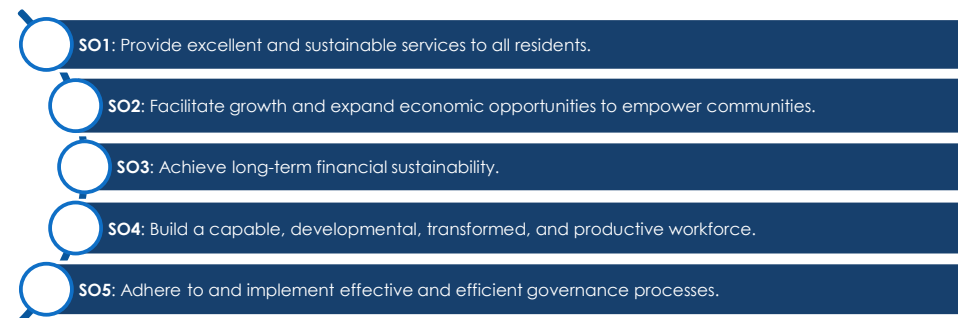 SO1: Provide excellent and sustainable services to all residents.
SO2: Facilitate growth and expand economic opportunities to empower communities.
SO3: Achieve long-term financial sustainability.
SO4: Build a capable, developmental, transformed, and productive workforce.
SO5: Adhere to and implement effective and efficient governance processes.